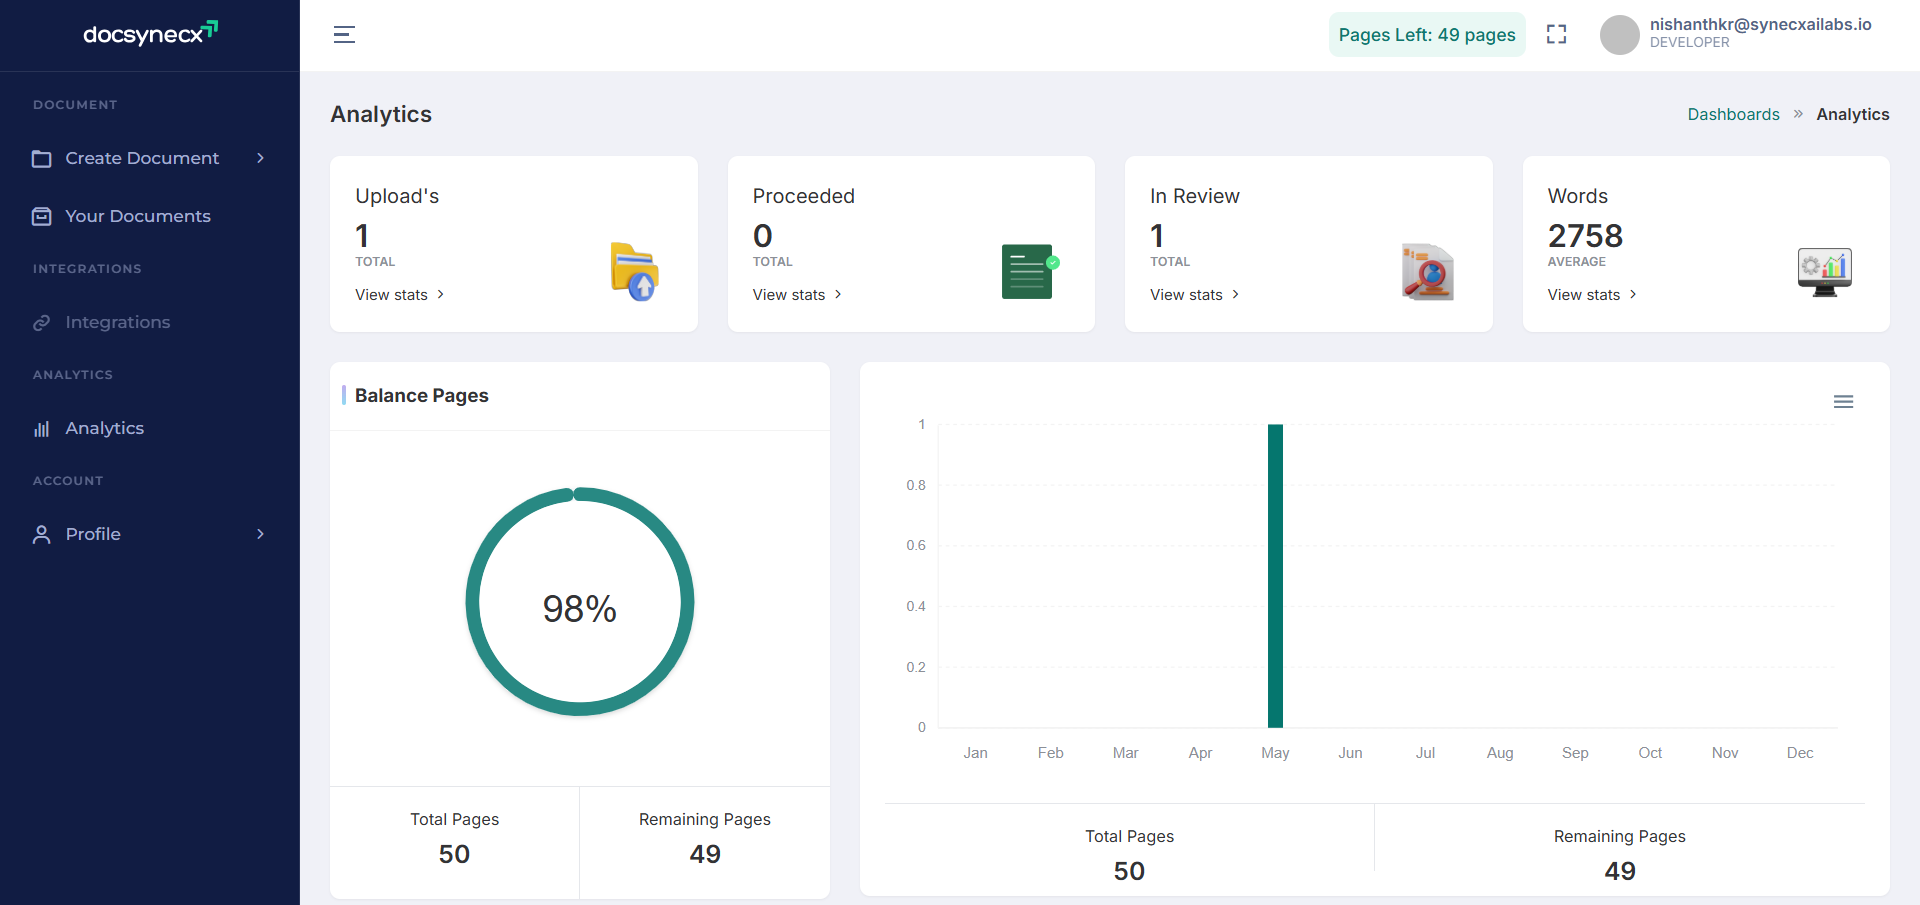 docsynecx
DOCUMENT
Create Document
Your Documents
INTEGRATIONS
Integrations
ANALYTICS
Analytics
ACCOUNT
Profile
Pages Left: 49 pages
nishanthkr@synecxailabs.io
DEVELOPER
Analytics
Dashboards » Analytics
Upload's
1
TOTAL
View stats
Proceeded
0
TOTAL
View stats
In Review
1
TOTAL
View stats
Words
2758
AVERAGE
View stats
Balance Pages
98%
Total Pages
50
Remaining Pages
49
1
0.8
0.6
0.4
0.2
0
Jan Feb Mar Apr May Jun Jul Aug Sep Oct Nov Dec
Total Pages
50
Remaining Pages
49